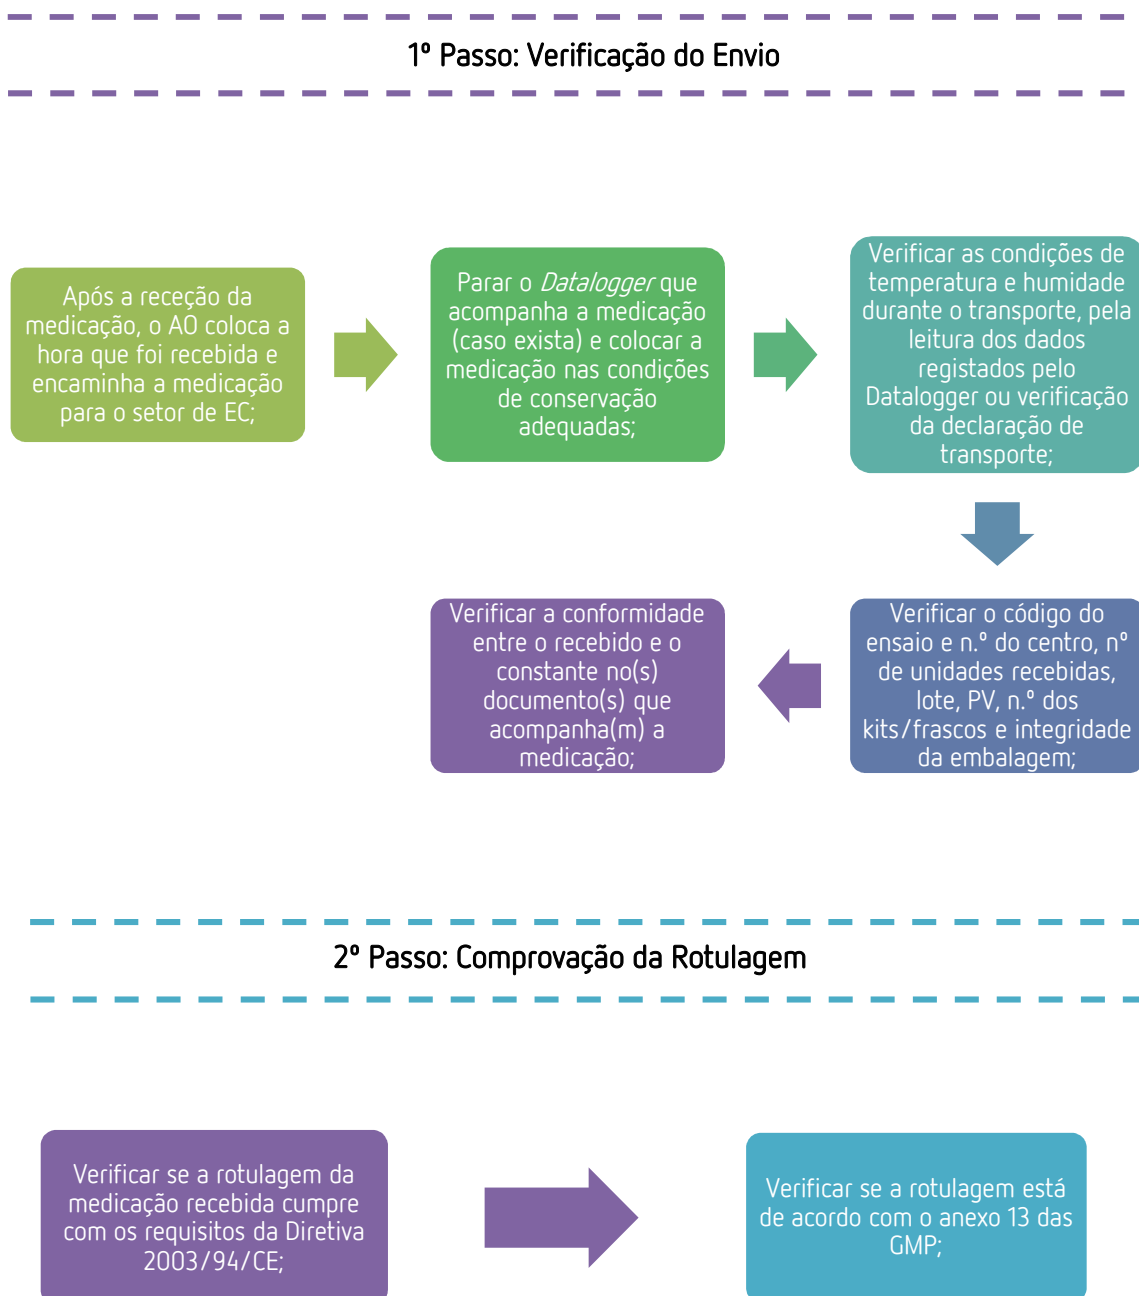 1º Passo: Verificação do Envio
Após a receção da
medicação, o AO coloca a
hora que foi recebida e
encaminha a medicação
para o setor de EC;
Parar o Datalogger que
acompanha a medicação
(caso exista) e colocar a
medicação nas condições
de conservação
adequadas;
Verificar as condições de
temperatura e humidade
durante o transporte, pela
leitura dos dados
registados pelo
Datalogger ou verificação
da declaração de
transporte;
Verificar o código do
ensaio e n.º do centro, nº
de unidades recebidas,
lote, PV, n.º dos
kits/frascos e integridade
da embalagem;
Verificar a conformidade
entre o recebido e o
constante no(s)
documento(s) que
acompanha(m) a
medicação;
2º Passo: Comprovação da Rotulagem
Verificar se a rotulagem da
medicação recebida cumpre
com os requisitos da Diretiva
2003/94/CE;
Verificar se a rotulagem está
de acordo com o anexo 13 das
GMP;